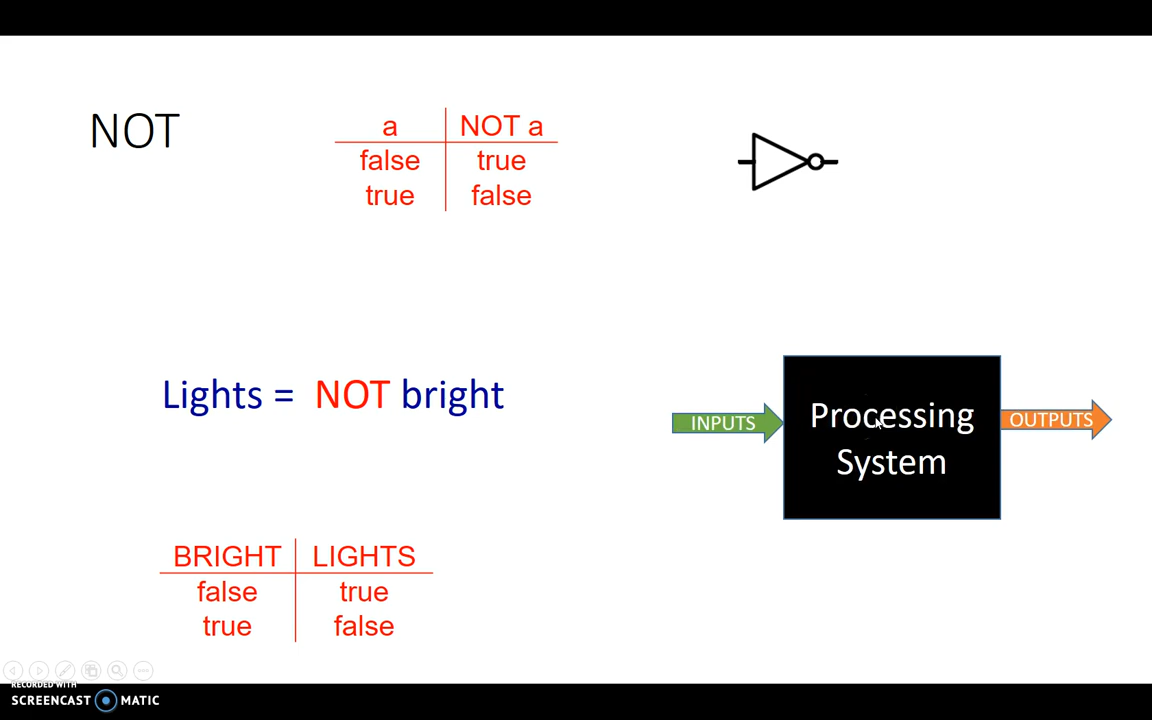 NOT
a NOT a
false true
true false
Lights = NOT bright
INPUTS
Processing
System
OUTPUTS
BRIGHT LIGHTS
false true
true false
RECORDED WITH
SCREENCAST MATIC